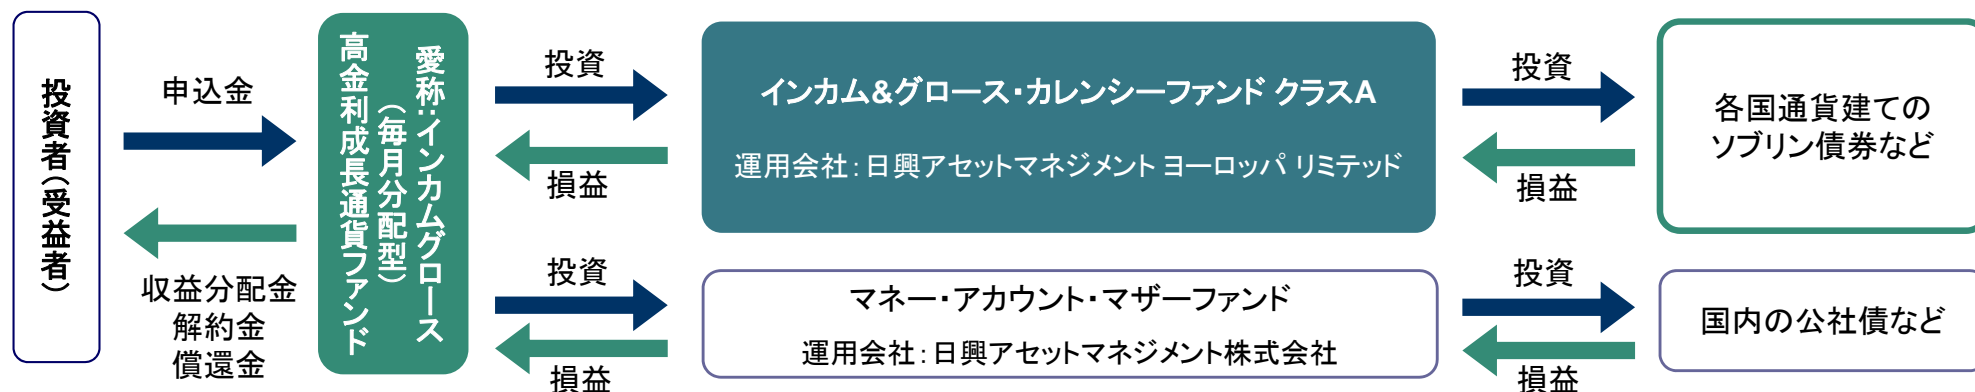 投資者(受益者)
申込金
収益分配金
解約金
償還金
高金利成長通貨ファンド
(毎月分配型)
愛称:インカムグロース
投資
損益
投資
損益
インカム&グロース・カレンシーファンド クラスA
運用会社:日興アセットマネジメント ヨーロッパ リミテッド
マネー・アカウント・マザーファンド
運用会社:日興アセットマネジメント株式会社
投資
損益
投資
損益
各国通貨建ての
ソブリン債券など
国内の公社債など